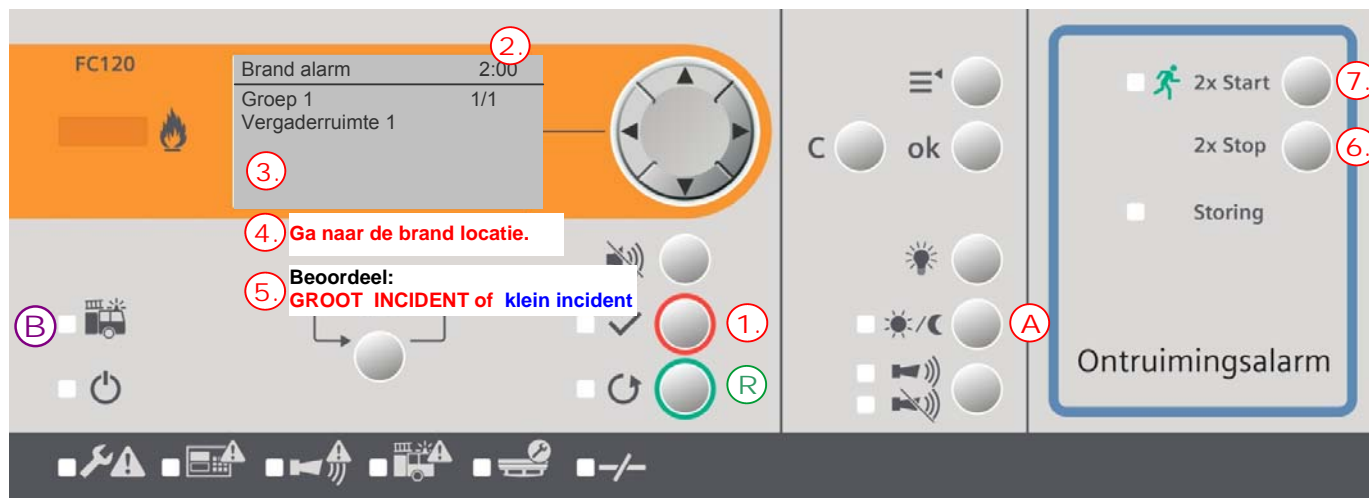 FC120
Brand alarm 2:00
2.
Groep 1 1/1
Vergaderruimte 1
3.
4. Ga naar de brand locatie.
5. Beoordeel:
GROOT INCIDENT of klein incident
B
1.
R
C ok
A
2x Start 7.
2x Stop 6.
Storing
Ontruimingsalarm